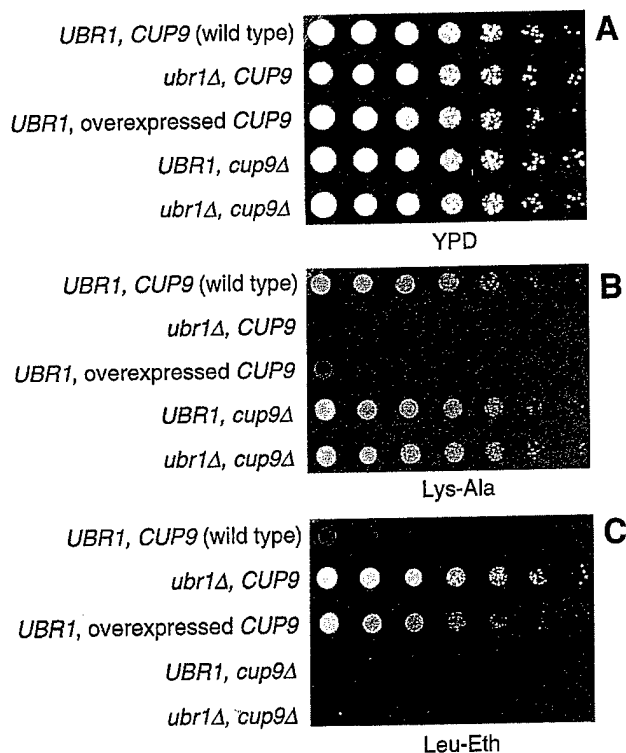 UBR1, CUP9 (wild type)
A
ubr1Δ, CUP9
UBR1, overexpressed CUP9
UBR1, cup9Δ
ubr1Δ, cup9Δ
YPD
UBR1, CUP9 (wild type)
B
ubr1Δ, CUP9
UBR1, overexpressed CUP9
UBR1, cup9Δ
ubr1Δ, cup9Δ
Lys-Ala
UBR1, CUP9 (wild type)
C
ubr1Δ, CUP9
UBR1, overexpressed CUP9
UBR1, cup9Δ
ubr1Δ, cup9Δ
Leu-Eth